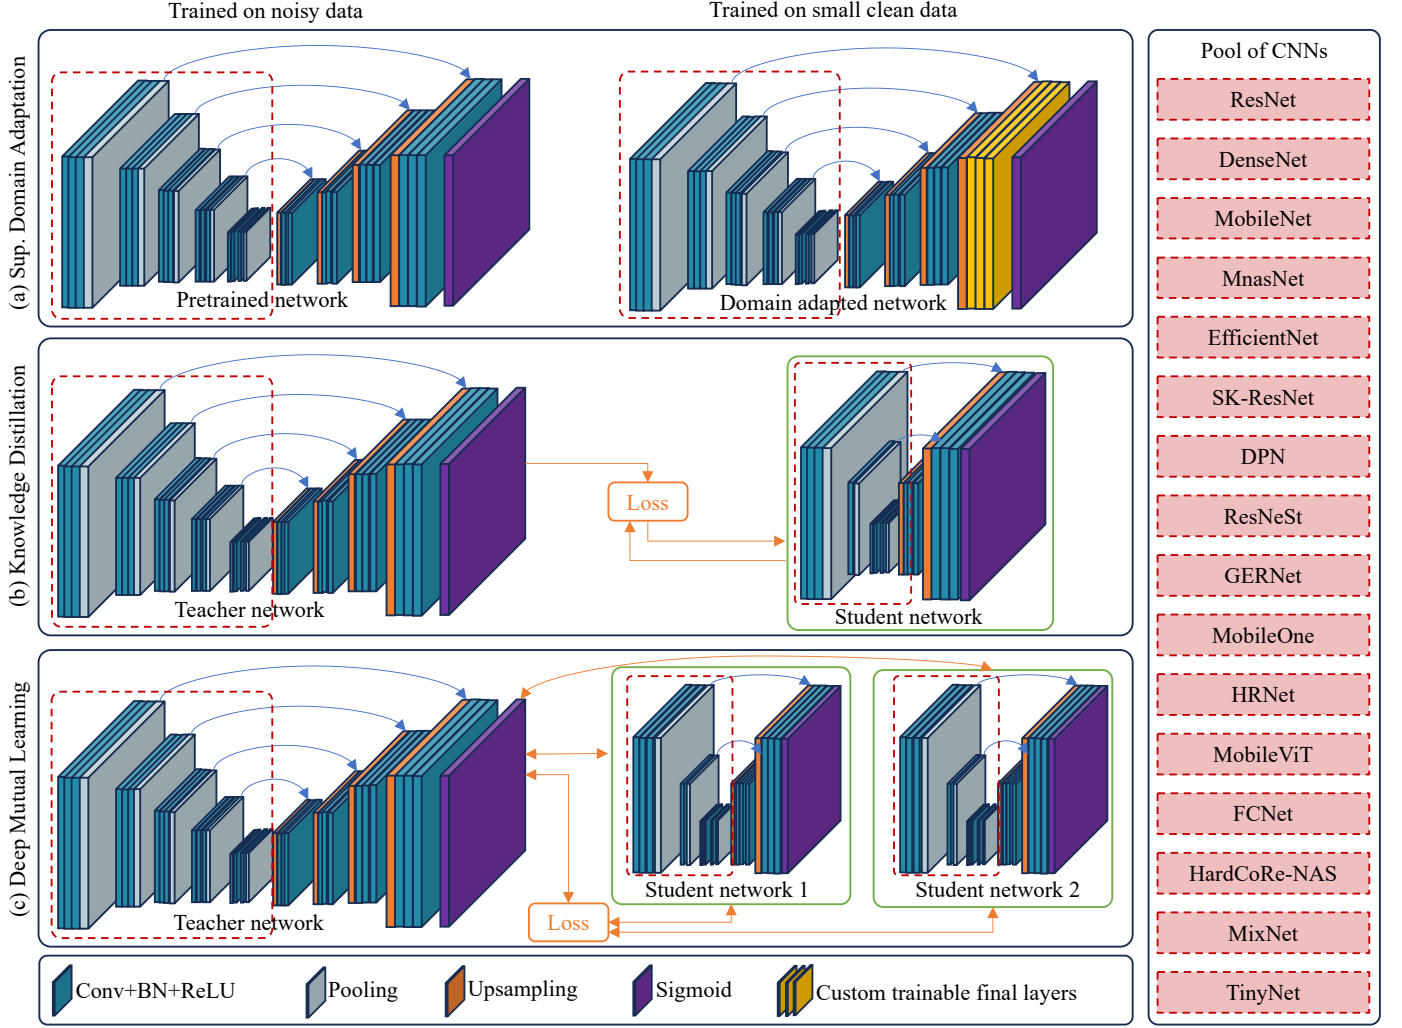 Trained on noisy data
Trained on small clean data
(a) Sup. Domain Adaptation
Pretrained network
Domain adapted network
(b) Knowledge Distillation
Teacher network
Loss
Student network
(c) Deep Mutual Learning
Teacher network
Loss
Student network 1
Student network 2
Conv+BN+ReLU
Pooling
Upsampling
Sigmoid
Custom trainable final layers
Pool of CNNs
ResNet
DenseNet
MobileNet
MnasNet
EfficientNet
SK-ResNet
DPN
ResNeSt
GERNet
MobileOne
HRNet
MobileViT
FCNet
HardCoRe-NAS
MixNet
TinyNet